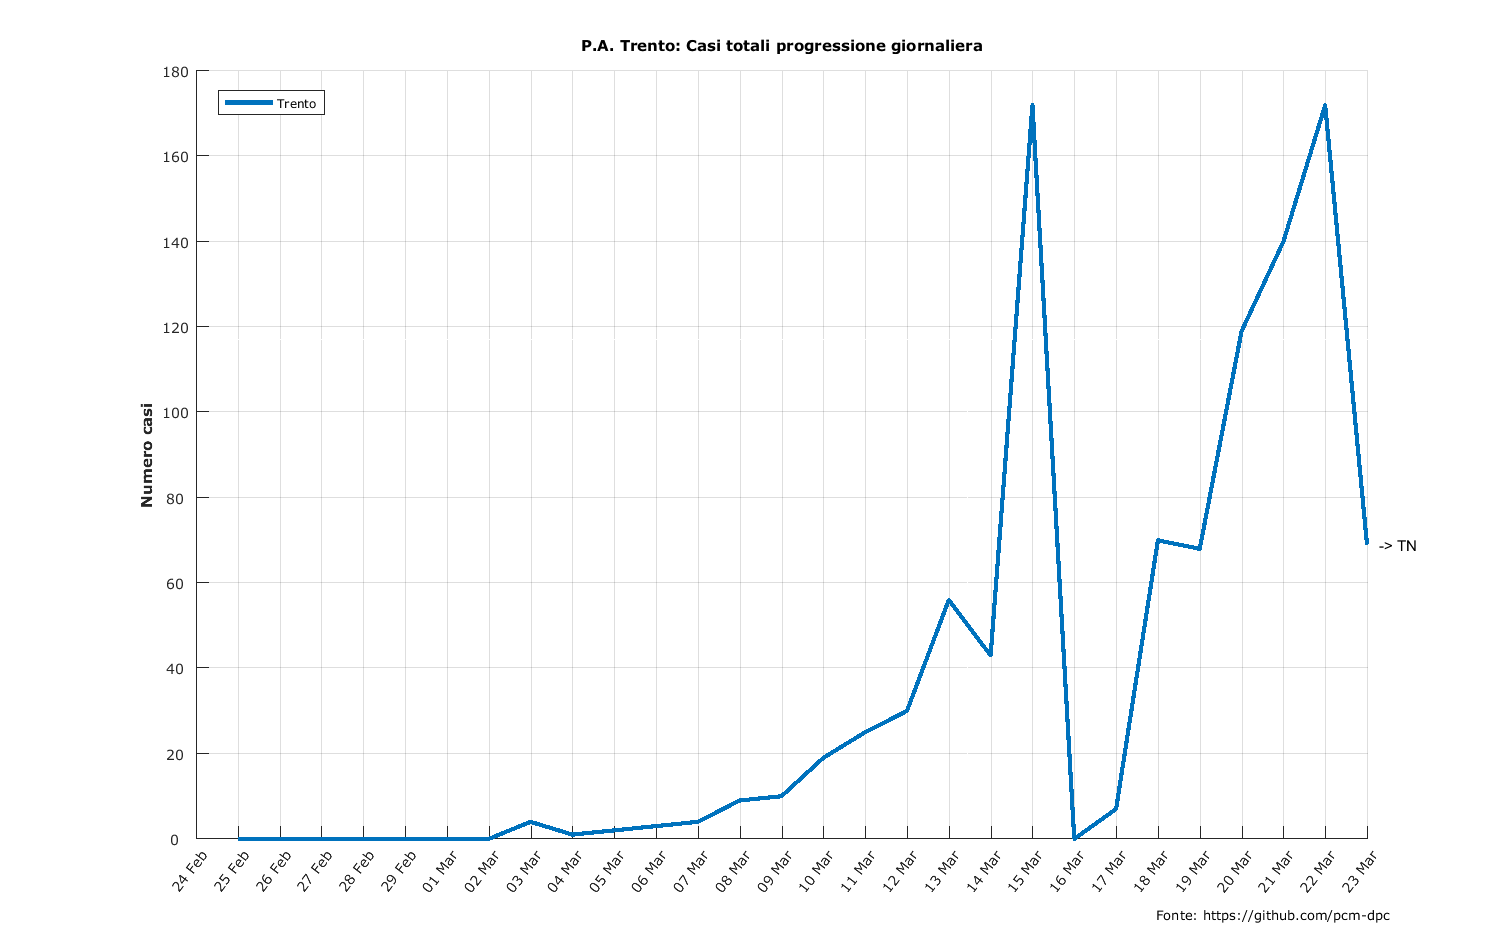 P.A. Trento: Casi totali progressione giornaliera
Trento
Numero casi
180
160
140
120
100
80
60
40
20
0
-> TN
24 Feb
25 Feb
26 Feb
27 Feb
28 Feb
29 Feb
01 Mar
02 Mar
03 Mar
04 Mar
05 Mar
06 Mar
07 Mar
08 Mar
09 Mar
10 Mar
11 Mar
12 Mar
13 Mar
14 Mar
15 Mar
16 Mar
17 Mar
18 Mar
19 Mar
20 Mar
21 Mar
22 Mar
23 Mar
Fonte: https://github.com/pcm-dpc